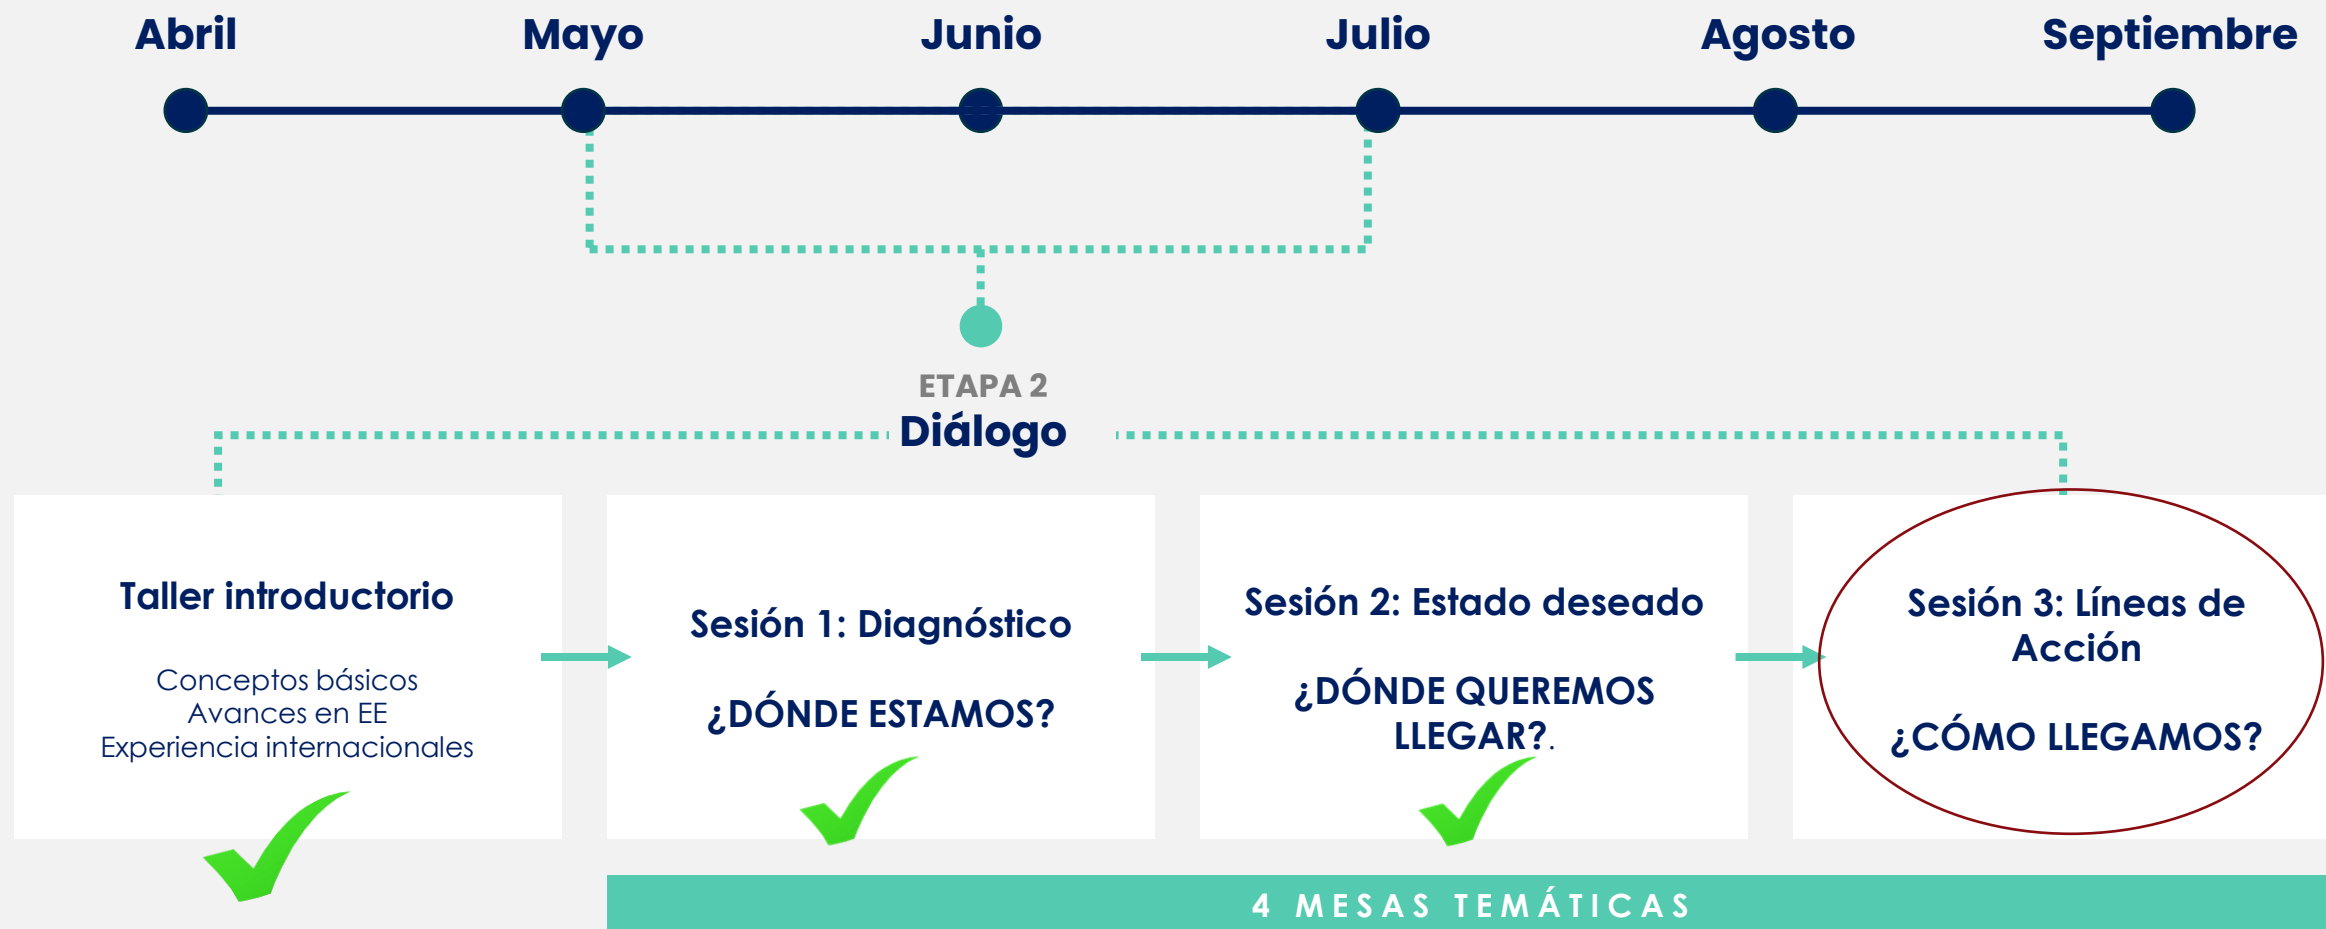 Abril
Mayo
Junio
Julio
Agosto
Septiembre
ETAPA 2
Diálogo
Taller introductorio
Conceptos básicos
Avances en EE
Experiencia internacionales
Sesión 1: Diagnóstico
¿DÓNDE ESTAMOS?
Sesión 2: Estado deseado
¿DÓNDE QUEREMOS
LLEGAR?.
Sesión 3: Líneas de
Acción
¿CÓMO LLEGAMOS?
4 MESAS TEMÁTICAS